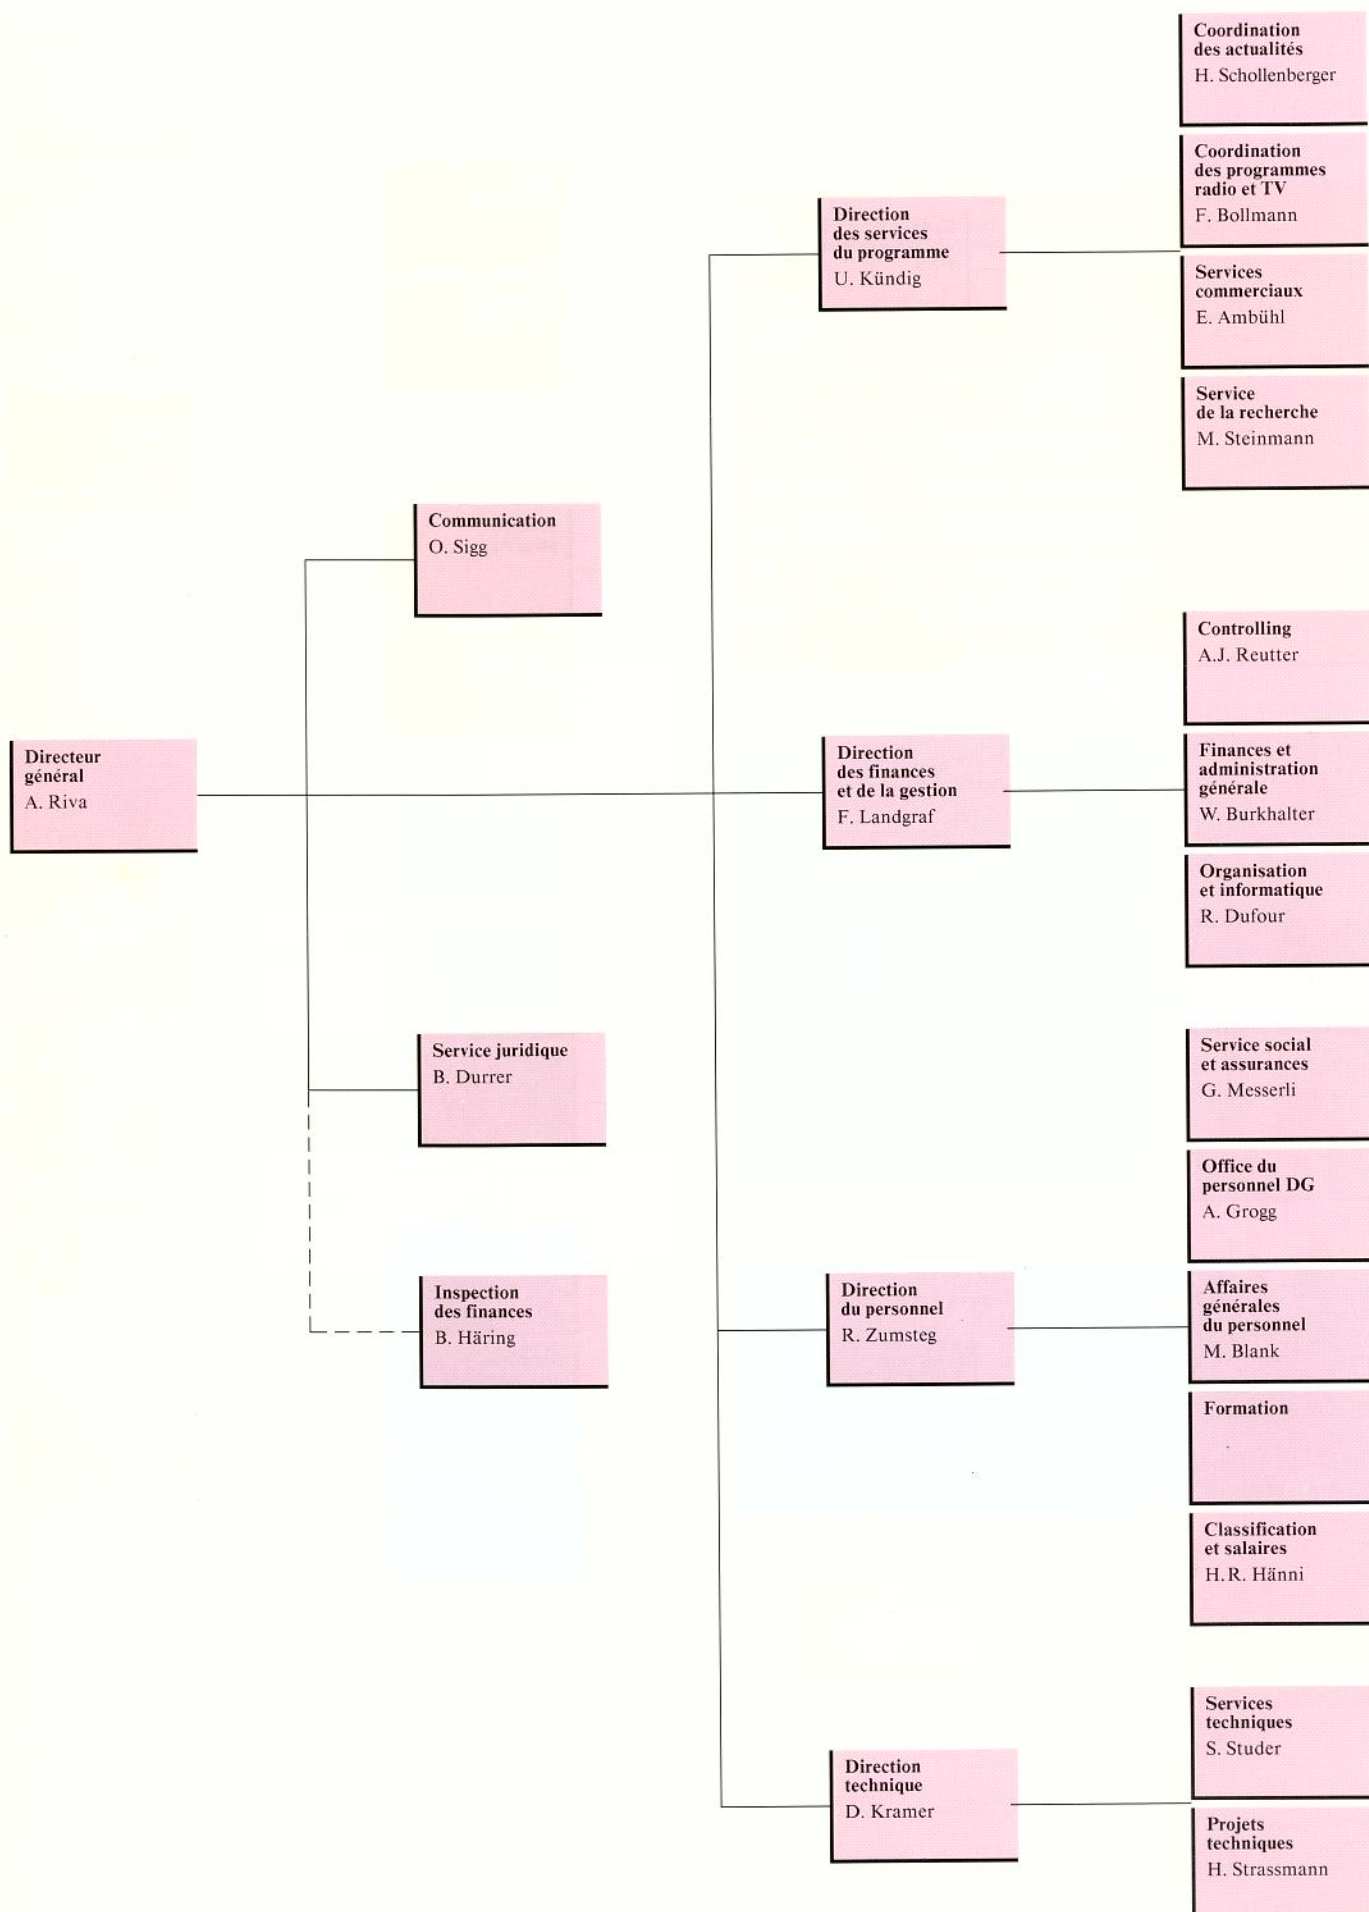 Directeur
général
A. Riva
Communication
O. Sigg
Service juridique
B. Durrer
Inspection
des finances
B. Häring
Direction
des services
du programme
U. Kündig
Direction
des finances
et de la gestion
F. Landgraf
Direction
du personnel
R. Zumsteg
Direction
technique
D. Kramer
Coordination
des actualités
H. Schollenberger
Coordination
des programmes
radio et TV
F. Bollmann
Services
commerciaux
E. Ambühl
Service
de la recherche
M. Steinmann
Controlling
A.J. Reutter
Finances et
administration
générale
W. Burkhalter
Organisation
et informatique
R. Dufour
Service social
et assurances
G. Messerli
Office du
personnel DG
A. Grogg
Affaires
générales
du personnel
M. Blank
Formation
Classification
et salaires
H.R. Hänni
Services
techniques
S. Studer
Projets
techniques
H. Strassmann